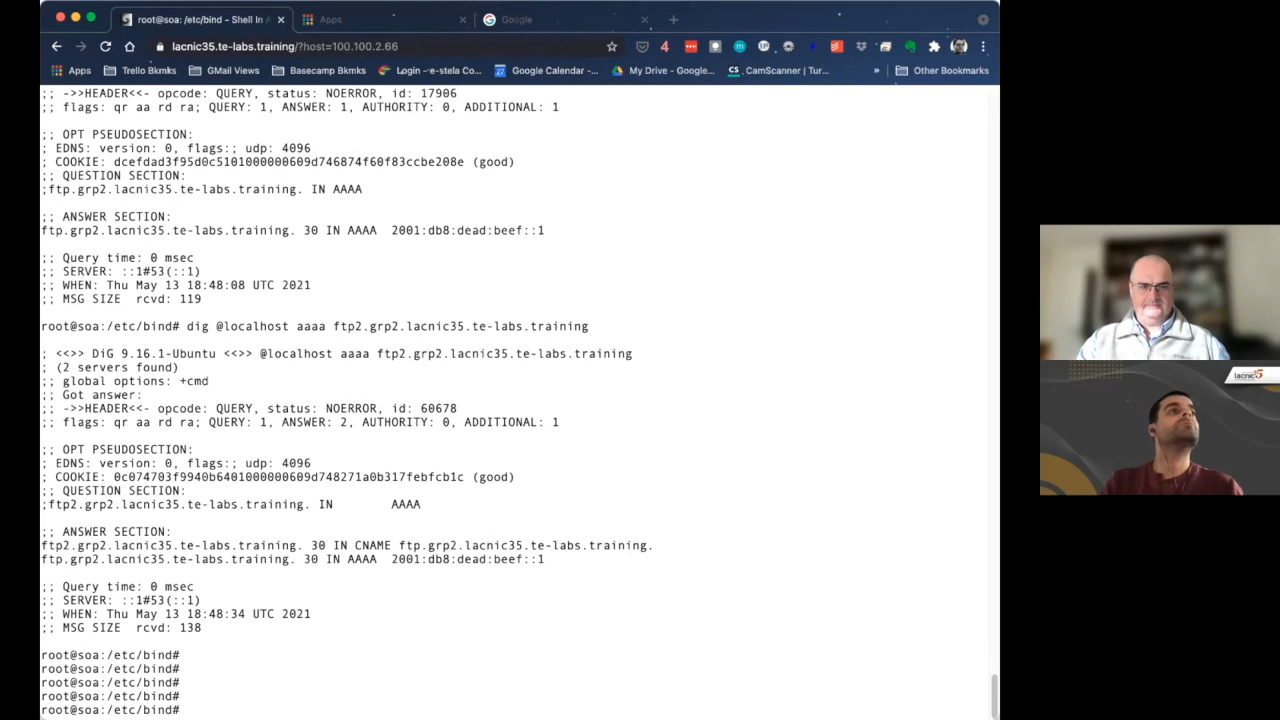 root@soa: /etc/bind - Shell In A
Apps
Google
lacnic35.te-labs.training/?host=100.100.2.66
Apps
Trello Bkmks
GMail Views
Basecamp Bkmks
Login - e-stela Co...
Google Calendar -...
My Drive - Google...
CamScanner | Tur...
»
Other Bookmarks
;; ->>HEADER<<- opcode: QUERY, status: NOERROR, id: 17906
;; flags: qr aa rd ra; QUERY: 1, ANSWER: 1, AUTHORITY: 0, ADDITIONAL: 1
;; OPT PSEUDOSECTION:
; EDNS: version: 0, flags:; udp: 4096
; COOKIE: dcefdad3f95d0c5101000000609d746874f60f83ccbe208e (good)
;; QUESTION SECTION:
;ftp.grp2.lacnic35.te-labs.training. IN AAAA
;; ANSWER SECTION:
ftp.grp2.lacnic35.te-labs.training. 30 IN AAAA 2001:db8:dead:beef::1
;; Query time: 0 msec
;; SERVER: ::1#53(::1)
;; WHEN: Thu May 13 18:48:08 UTC 2021
;; MSG SIZE rcvd: 119
root@soa:/etc/bind# dig @localhost aaaa ftp2.grp2.lacnic35.te-labs.training
; <<>> DiG 9.16.1-Ubuntu <<>> @localhost aaaa ftp2.grp2.lacnic35.te-labs.training
; (2 servers found)
;; global options: +cmd
;; Got answer:
;; ->>HEADER<<- opcode: QUERY, status: NOERROR, id: 60678
;; flags: qr aa rd ra; QUERY: 1, ANSWER: 2, AUTHORITY: 0, ADDITIONAL: 1
;; OPT PSEUDOSECTION:
; EDNS: version: 0, flags:; udp: 4096
; COOKIE: 0c074703f9940b6401000000609d748271a0b317febfcb1c (good)
;; QUESTION SECTION:
;ftp2.grp2.lacnic35.te-labs.training. IN AAAA
;; ANSWER SECTION:
ftp2.grp2.lacnic35.te-labs.training. 30 IN CNAME ftp.grp2.lacnic35.te-labs.training.
ftp.grp2.lacnic35.te-labs.training. 30 IN AAAA 2001:db8:dead:beef::1
;; Query time: 0 msec
;; SERVER: ::1#53(::1)
;; WHEN: Thu May 13 18:48:34 UTC 2021
;; MSG SIZE rcvd: 138
root@soa:/etc/bind#
root@soa:/etc/bind#
root@soa:/etc/bind#
root@soa:/etc/bind#
root@soa:/etc/bind#
lacnic35